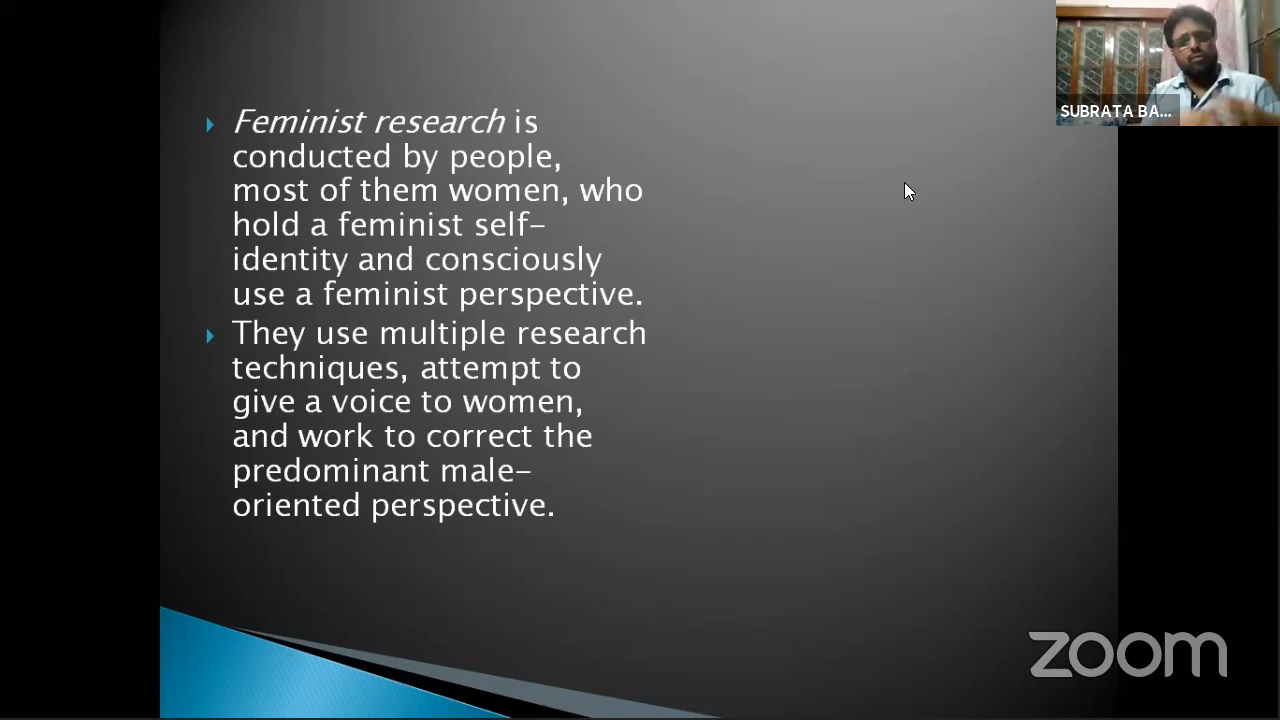 SUBRATA BA...
Feminist research is
conducted by people,
most of them women, who
hold a feminist self-
identity and consciously
use a feminist perspective.
They use multiple research
techniques, attempt to
give a voice to women,
and work to correct the
predominant male-
oriented perspective.
zoom